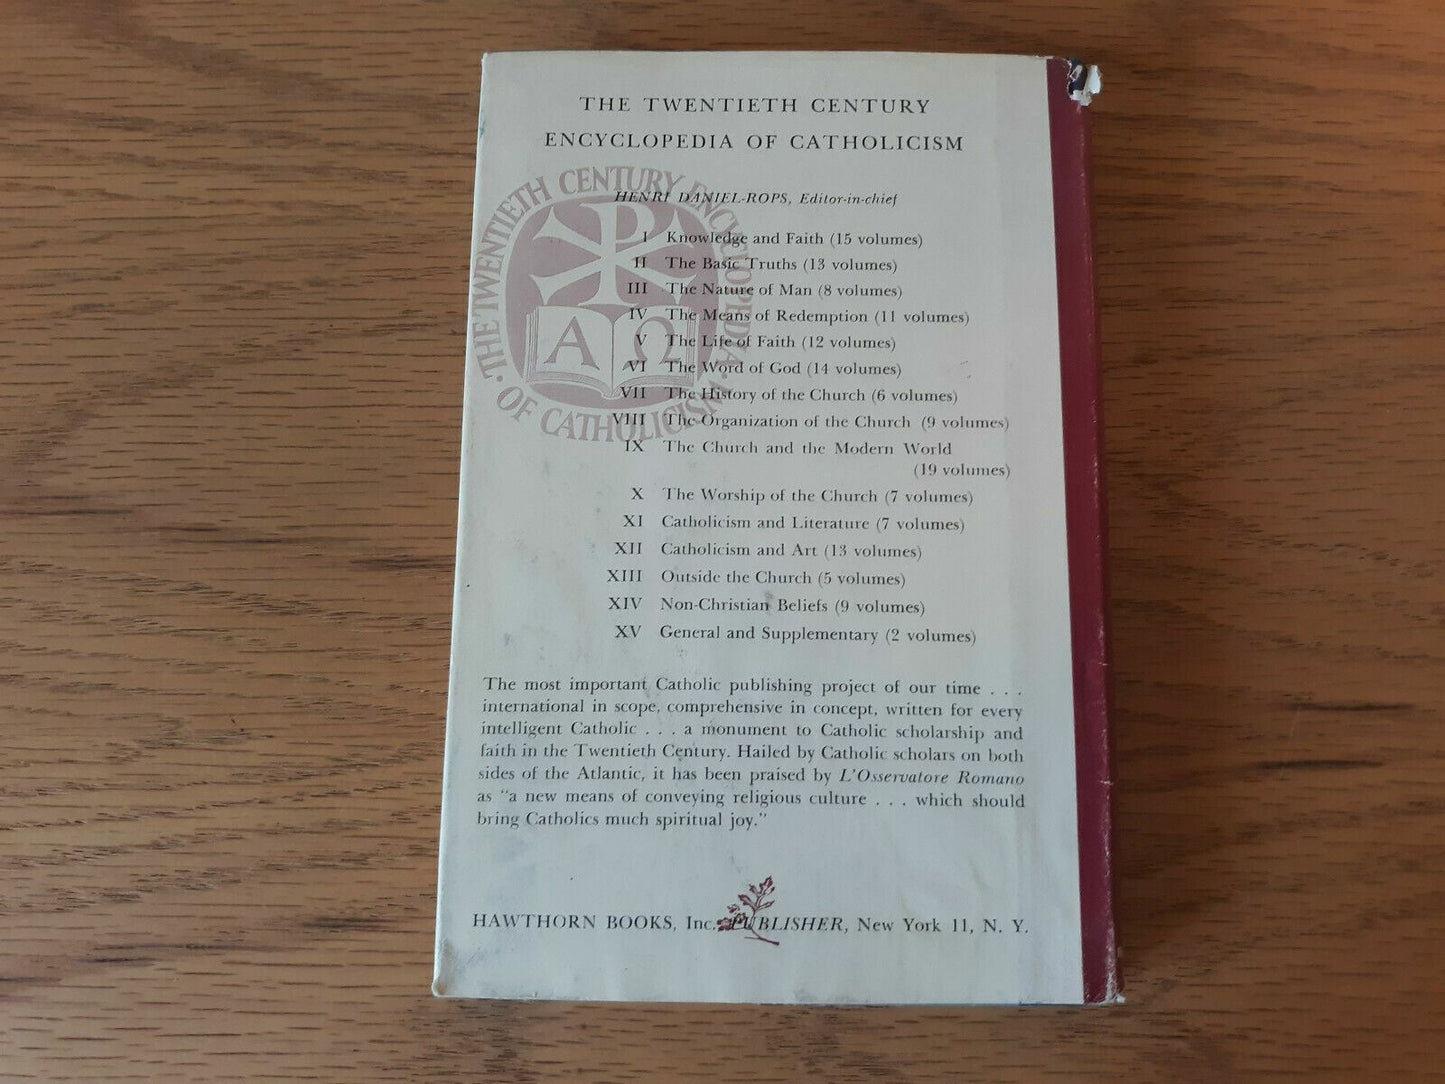 THE TWENTIETH CENTURY
ENCYCLOPEDIA OF CATHOLICISM
THE TWENTIETH CENTURY ENCYCLOPEDIA · OF CATHOLICISM ·
Α Ω
HENRI DANIEL-ROPS, Editor-in-chief
I Knowledge and Faith (15 volumes)
II The Basic Truths (13 volumes)
III The Nature of Man (8 volumes)
IV The Means of Redemption (11 volumes)
V The Life of Faith (12 volumes)
VI The Word of God (14 volumes)
VII The History of the Church (6 volumes)
VIII The Organization of the Church (9 volumes)
IX The Church and the Modern World
(19 volumes)
X The Worship of the Church (7 volumes)
XI Catholicism and Literature (7 volumes)
XII Catholicism and Art (13 volumes)
XIII Outside the Church (5 volumes)
XIV Non-Christian Beliefs (9 volumes)
XV General and Supplementary (2 volumes)
The most important Catholic publishing project of our time . . .
international in scope, comprehensive in concept, written for every
intelligent Catholic . . . a monument to Catholic scholarship and
faith in the Twentieth Century. Hailed by Catholic scholars on both
sides of the Atlantic, it has been praised by L'Osservatore Romano
as "a new means of conveying religious culture . . . which should
bring Catholics much spiritual joy."
HAWTHORN BOOKS, Inc. PUBLISHER, New York 11, N. Y.